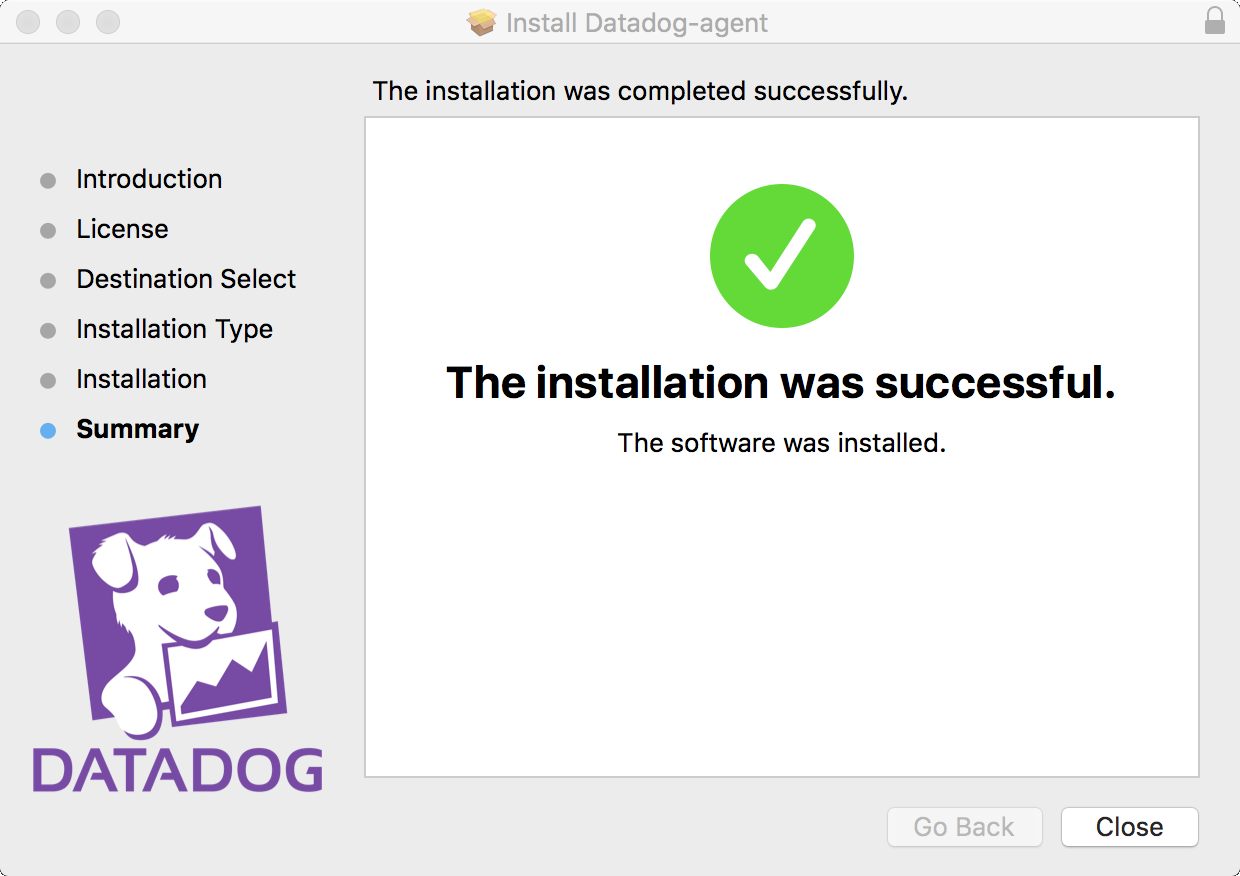 Install Datadog-agent
The installation was completed successfully.
Introduction
License
Destination Select
Installation Type
Installation
Summary
The installation was successful.
The software was installed.
DATADOG
Go Back
Close